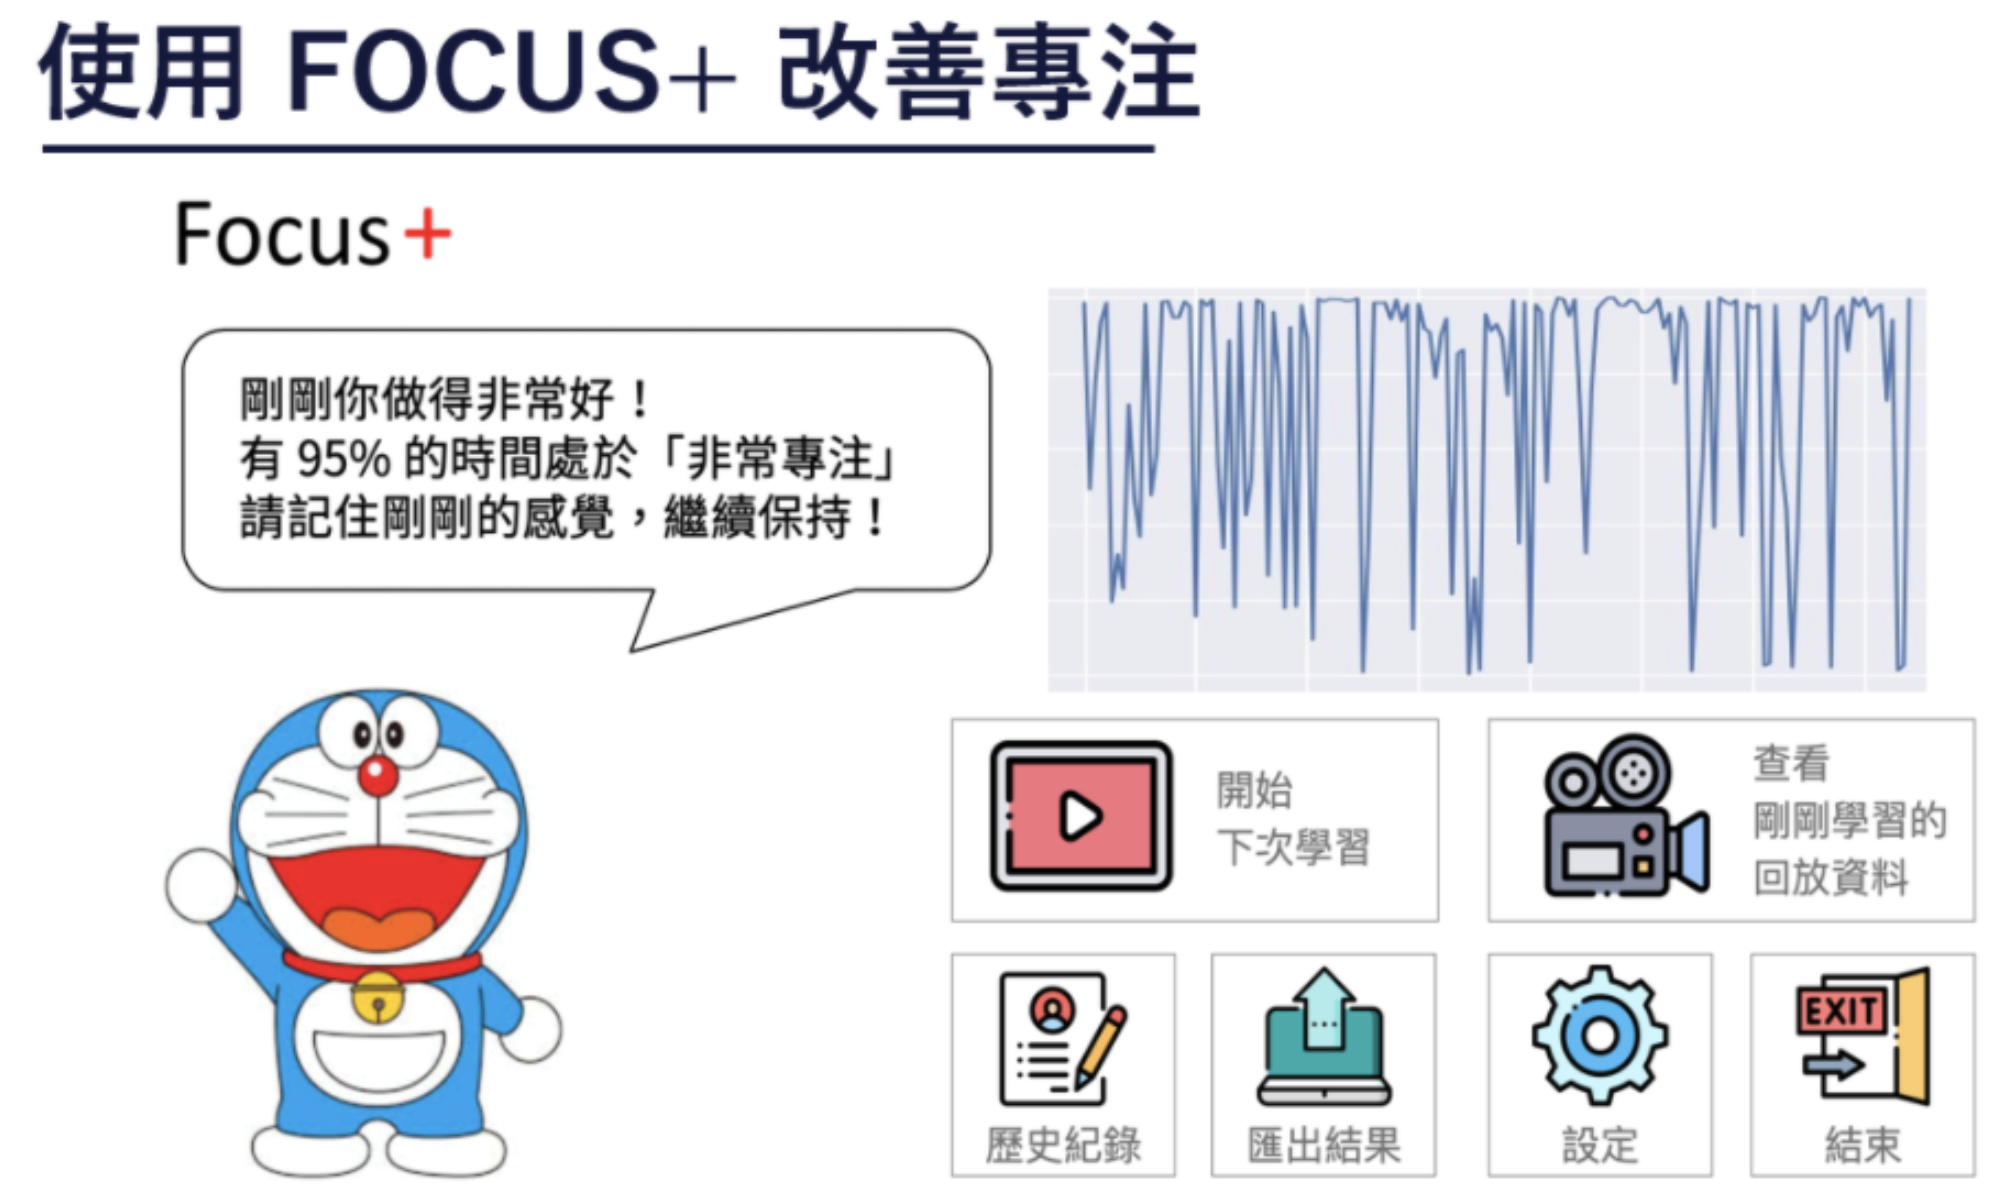 使用 FOCUS+ 改善專注
Focus+
剛剛你做得非常好！
有 95% 的時間處於「非常專注」
請記住剛剛的感覺，繼續保持！
開始
下次學習
查看
剛剛學習的
回放資料
歷史紀錄
匯出結果
設定
EXIT
結束